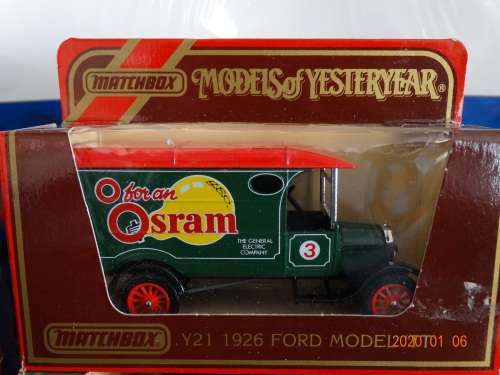 MATCHBOX MODELS of YESTERYEAR®
O for an
Osram
THE GENERAL
ELECTRIC
COMPANY
3
MATCHBOX Y21 1926 FORD MODEL
2020/01/06